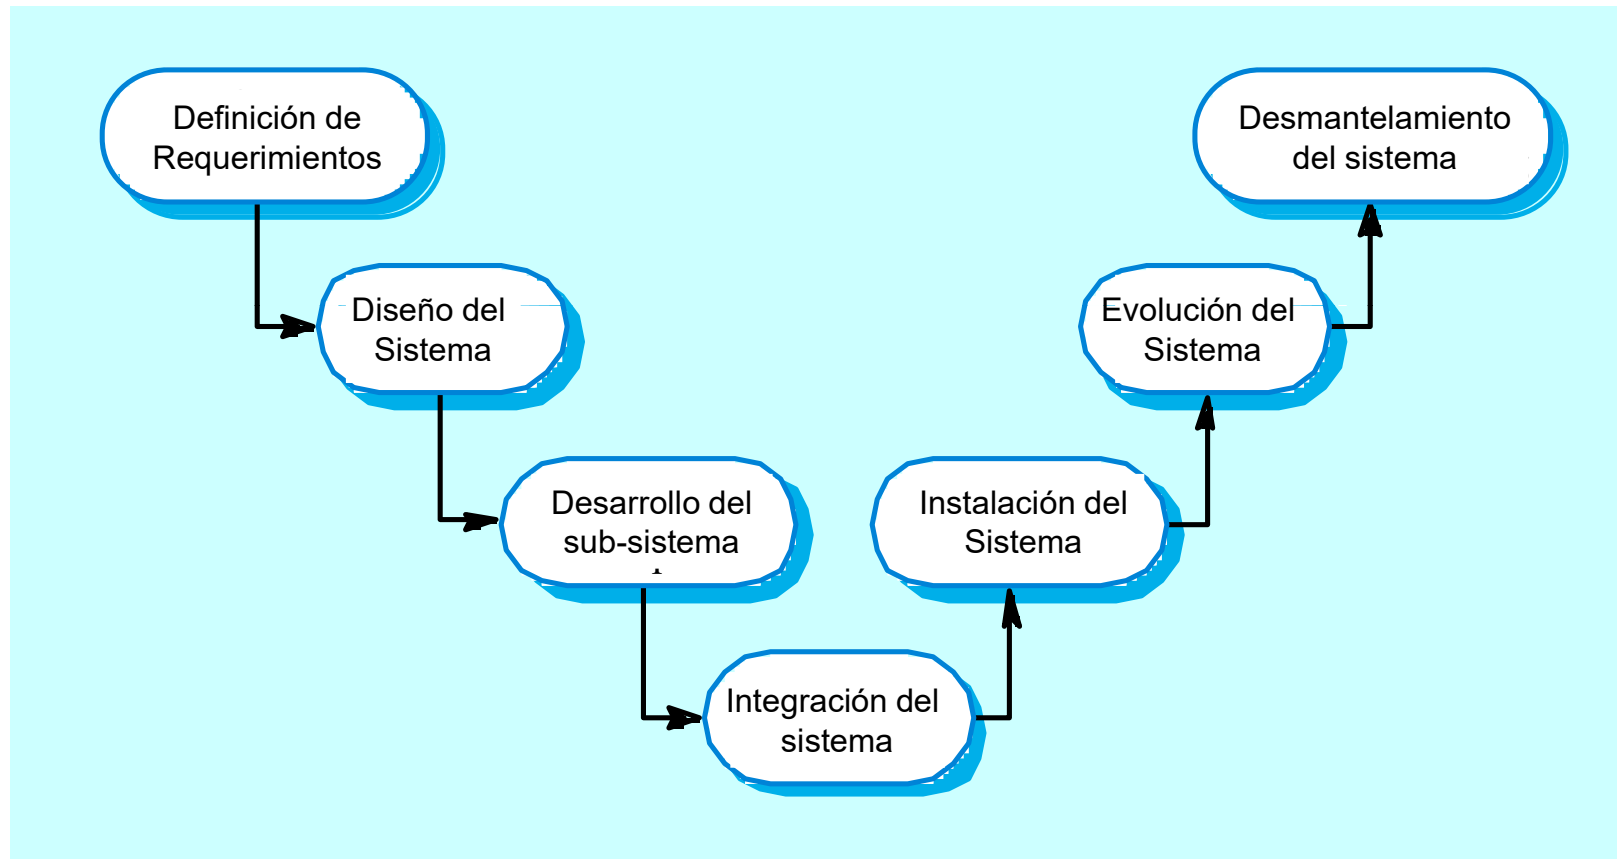 Definición de
Requerimientos
Desmantelamiento
del sistema
Diseño del
Sistema
Evolución del
Sistema
Desarrollo del
sub-sistema
Instalación del
Sistema
Integración del
sistema